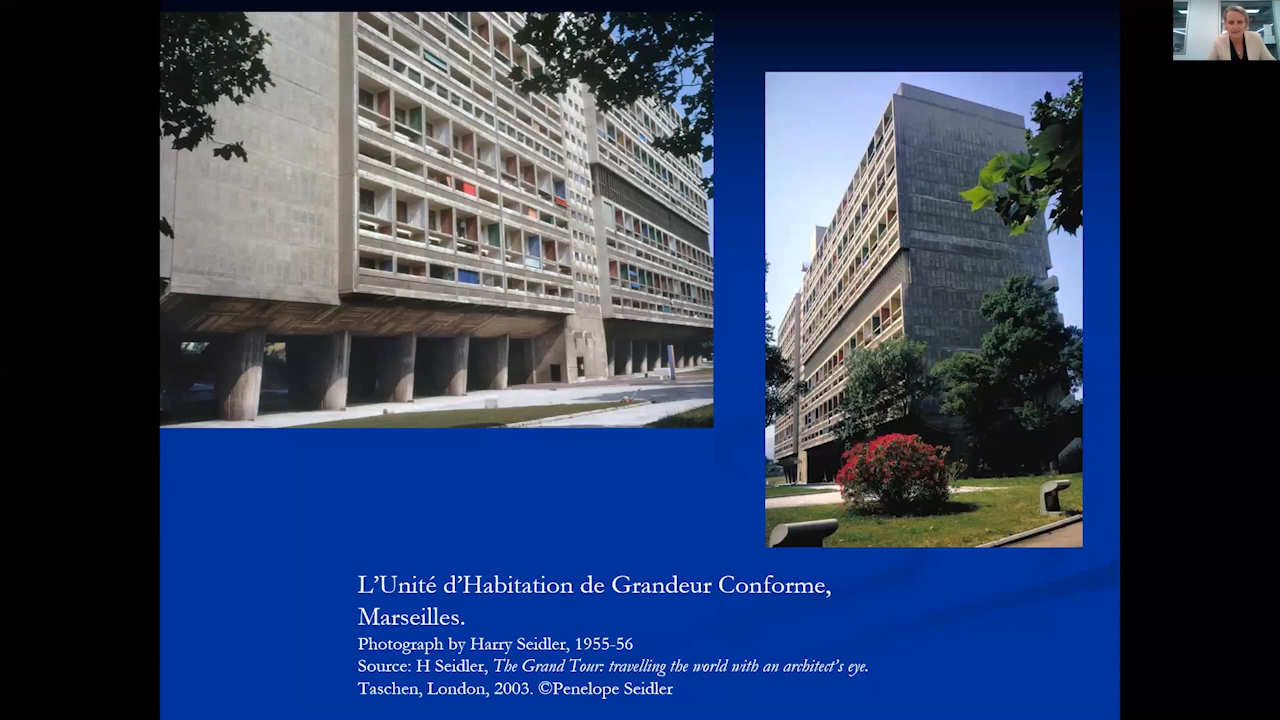 L’Unité d’Habitation de Grandeur Conforme,
Marseilles.
Photograph by Harry Seidler, 1955-56
Source: H Seidler, The Grand Tour: travelling the world with an architect’s eye.
Taschen, London, 2003. ©Penelope Seidler